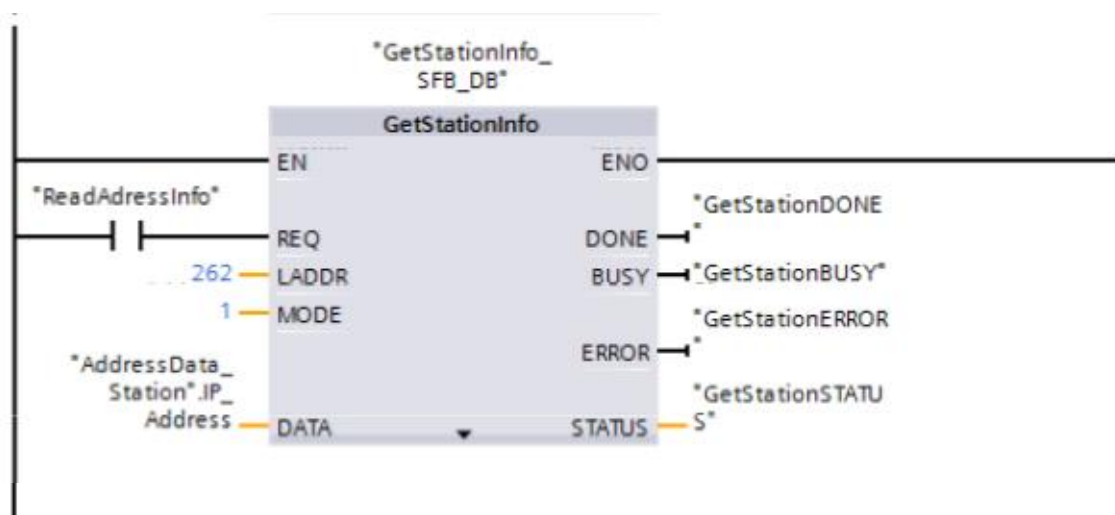 "GetStationInfo_
SFB_DB"
GetStationInfo
EN
ENO
"ReadAdressInfo"
"GetStationDONE
"
REQ
DONE
262
LADDR
BUSY
"GetStationBUSY"
1
MODE
"GetStationERROR
"
ERROR
"AddressData_
Station".IP_
Address
"GetStationSTATU
S"
DATA
STATUS